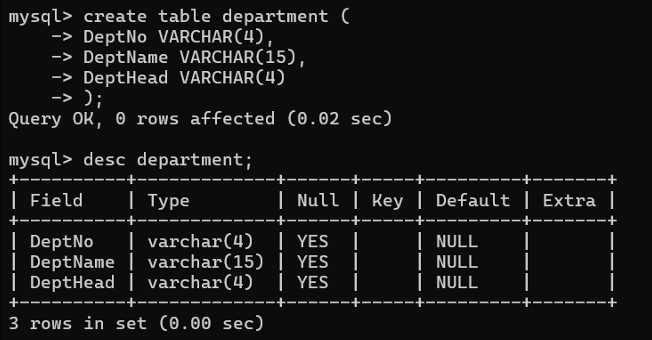 mysql> create table department (
    -> DeptNo VARCHAR(4),
    -> DeptName VARCHAR(15),
    -> DeptHead VARCHAR(4)
    -> );
Query OK, 0 rows affected (0.02 sec)

mysql> desc department;
+----------+-------------+------+-----+---------+-------+
| Field    | Type        | Null | Key | Default | Extra |
+----------+-------------+------+-----+---------+-------+
| DeptNo   | varchar(4)  | YES  |     | NULL    |       |
| DeptName | varchar(15) | YES  |     | NULL    |       |
| DeptHead | varchar(4)  | YES  |     | NULL    |       |
+----------+-------------+------+-----+---------+-------+
3 rows in set (0.00 sec)